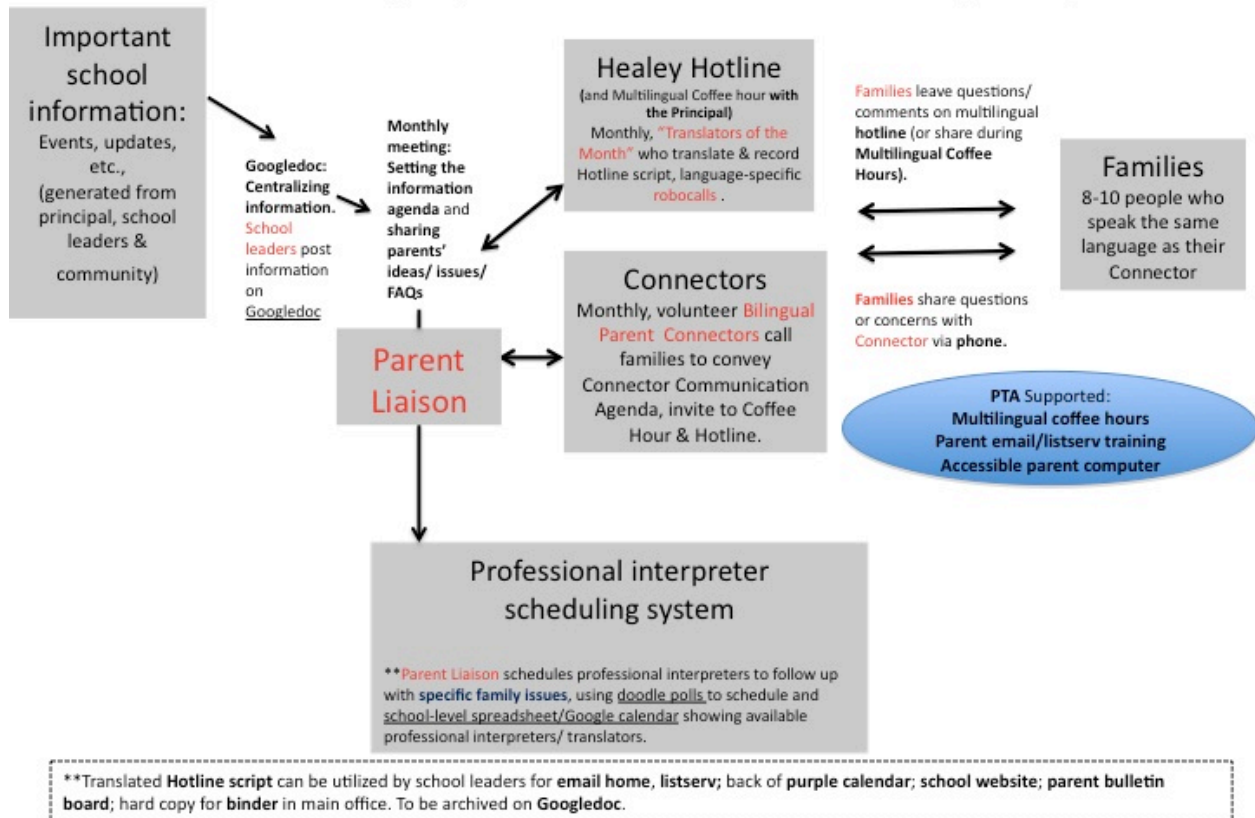 Important
school
information:
Events, updates,
etc.,
(generated from
principal, school
leaders &
community)
Googledoc:
Centralizing
information.
School
leaders post
information
on
Googledoc
Monthly
meeting:
Setting the
information
agenda and
sharing
parents'
ideas/ issues/
FAQs
Parent
Liaison
Healey Hotline
(and Multilingual Coffee hour with
the Principal)
Monthly, "Translators of the
Month" who translate & record
Hotline script, language-specific
robocalls .
Connectors
Monthly, volunteer Bilingual
Parent Connectors call
families to convey
Connector Communication
Agenda, invite to Coffee
Hour & Hotline.
Families leave questions/
comments on multilingual
hotline (or share during
Multilingual Coffee
Hours).
Families share questions
or concerns with
Connector via phone.
Families
8-10 people who
speak the same
language as their
Connector
PTA Supported:
Multilingual coffee hours
Parent email/listserv training
Accessible parent computer
Professional interpreter
scheduling system
**Parent Liaison schedules professional interpreters to follow up
with specific family issues, using doodle polls to schedule and
school-level spreadsheet/Google calendar showing available
professional interpreters/ translators.
**Translated Hotline script can be utilized by school leaders for email home, listserv; back of purple calendar; school website; parent bulletin
board; hard copy for binder in main office. To be archived on Googledoc.